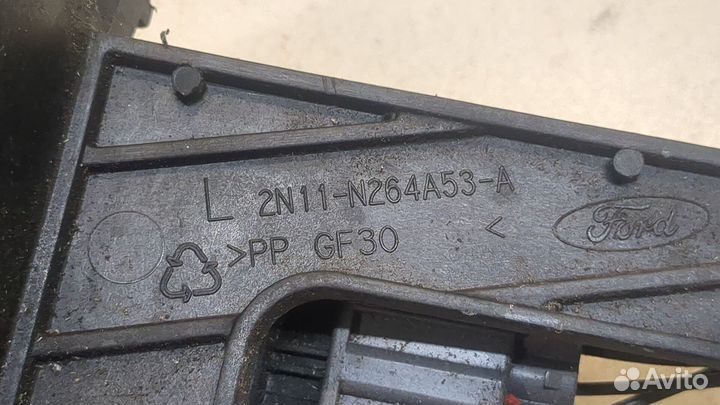 L 2N11-N264A53-A
Ford
>PP GF30 <
Avito